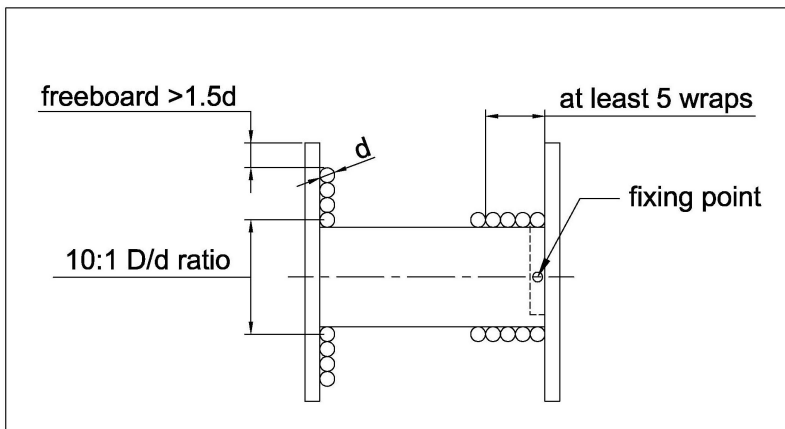 freeboard >1.5d
at least 5 wraps
d
fixing point
10:1 D/d ratio